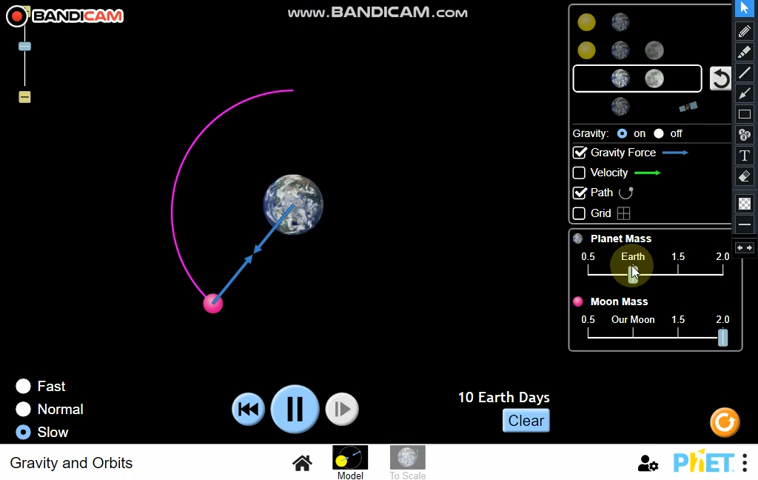 BANDICAM
www.BANDICAM.com
Gravity: on off
Gravity Force
Velocity
Path
Grid
Planet Mass
0.5 Earth 1.5 2.0
Moon Mass
0.5 Our Moon 1.5 2.0
Fast
Normal
Slow
10 Earth Days
Clear
Gravity and Orbits
Model
To Scale
PhET
T